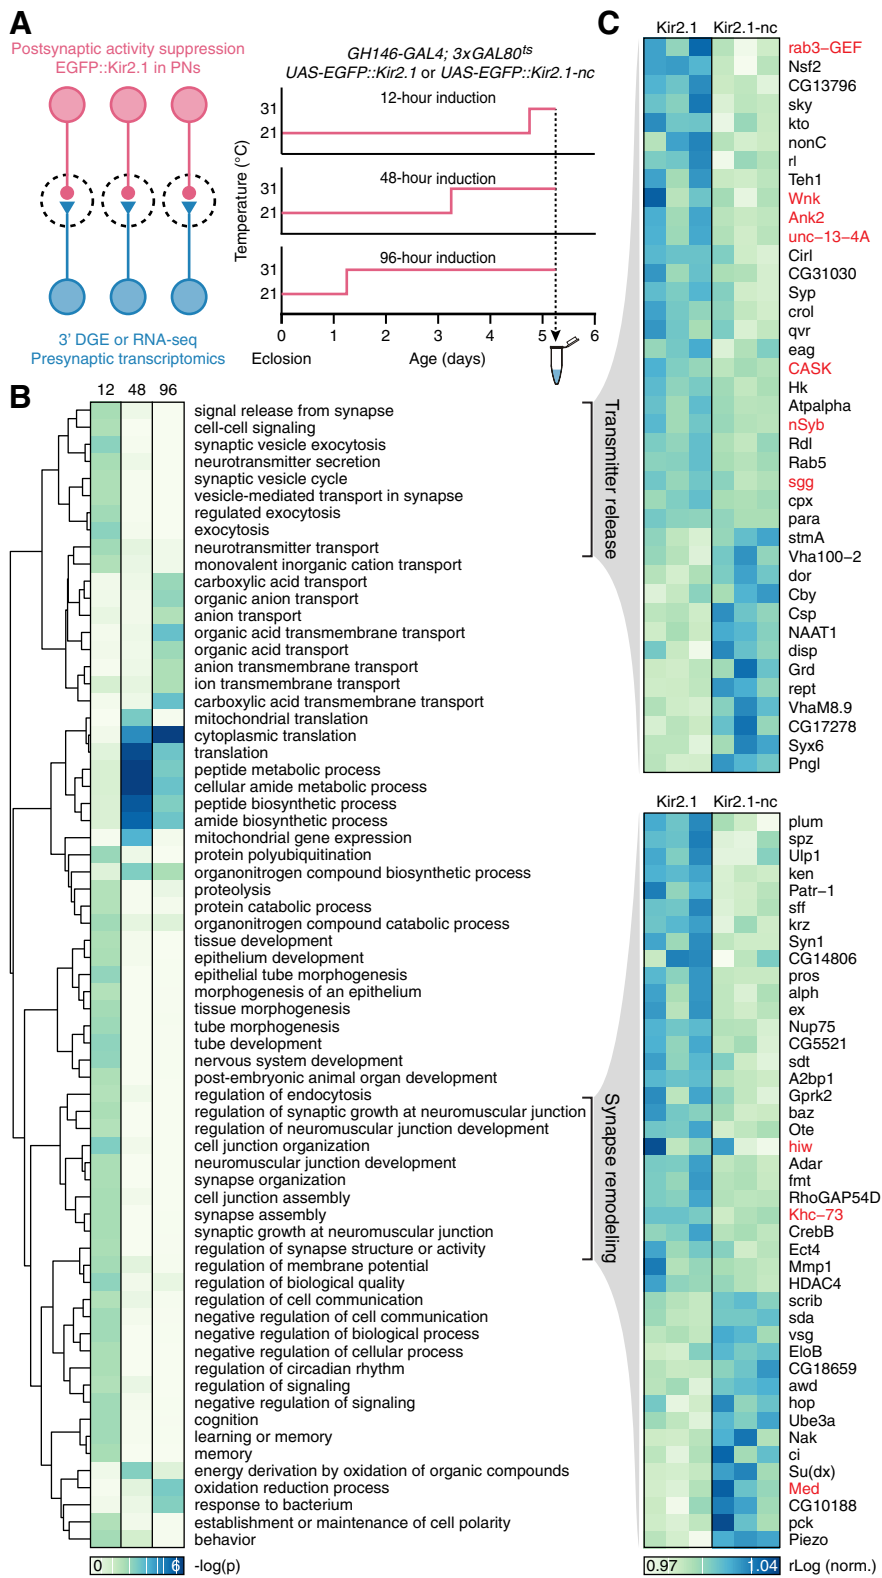 A
Postsynaptic activity suppression
EGFP::Kir2.1 in PNs
3' DGE or RNA-seq
Presynaptic transcriptomics
GH146-GAL4; 3xGAL80ts
UAS-EGFP::Kir2.1 or UAS-EGFP::Kir2.1-nc
Temperature (°C)
12-hour induction
31
21
48-hour induction
31
21
96-hour induction
31
21
0 1 2 3 4 5 6
Eclosion
Age (days)
B
12 48 96
signal release from synapse
cell-cell signaling
synaptic vesicle exocytosis
neurotransmitter secretion
synaptic vesicle cycle
vesicle-mediated transport in synapse
regulated exocytosis
exocytosis
neurotransmitter transport
monovalent inorganic cation transport
carboxylic acid transport
organic anion transport
anion transport
organic acid transmembrane transport
organic acid transport
anion transmembrane transport
ion transmembrane transport
carboxylic acid transmembrane transport
mitochondrial translation
cytoplasmic translation
translation
peptide metabolic process
cellular amide metabolic process
peptide biosynthetic process
amide biosynthetic process
mitochondrial gene expression
protein polyubiquitination
organonitrogen compound biosynthetic process
proteolysis
protein catabolic process
organonitrogen compound catabolic process
tissue development
epithelium development
epithelial tube morphogenesis
morphogenesis of an epithelium
tissue morphogenesis
tube morphogenesis
tube development
nervous system development
post-embryonic animal organ development
regulation of endocytosis
regulation of synaptic growth at neuromuscular junction
regulation of neuromuscular junction development
cell junction organization
neuromuscular junction development
synapse organization
cell junction assembly
synapse assembly
synaptic growth at neuromuscular junction
regulation of synapse structure or activity
regulation of membrane potential
regulation of biological quality
regulation of cell communication
negative regulation of cell communication
negative regulation of biological process
negative regulation of cellular process
regulation of circadian rhythm
regulation of signaling
negative regulation of signaling
cognition
learning or memory
memory
energy derivation by oxidation of organic compounds
oxidation reduction process
response to bacterium
establishment or maintenance of cell polarity
behavior
0 6 -log(p)
Transmitter release
Synapse remodeling
C
Kir2.1 Kir2.1-nc
rab3-GEF
Nsf2
CG13796
sky
kto
nonC
rl
Teh1
Wnk
Ank2
unc-13-4A
Cirl
CG31030
Syp
crol
qvr
eag
CASK
Hk
Atpalpha
nSyb
Rdl
Rab5
sgg
cpx
para
stmA
Vha100-2
dor
Cby
Csp
NAAT1
disp
Grd
rept
VhaM8.9
CG17278
Syx6
Pngl
Kir2.1 Kir2.1-nc
plum
spz
Ulp1
ken
Patr-1
sff
krz
Syn1
CG14806
pros
alph
ex
Nup75
CG5521
sdt
A2bp1
Gprk2
baz
Ote
hiw
Adar
fmt
RhoGAP54D
Khc-73
CrebB
Ect4
Mmp1
HDAC4
scrib
sda
vsg
EloB
CG18659
awd
hop
Ube3a
Nak
ci
Su(dx)
Med
CG10188
pck
Piezo
0.97 1.04 rLog (norm.)